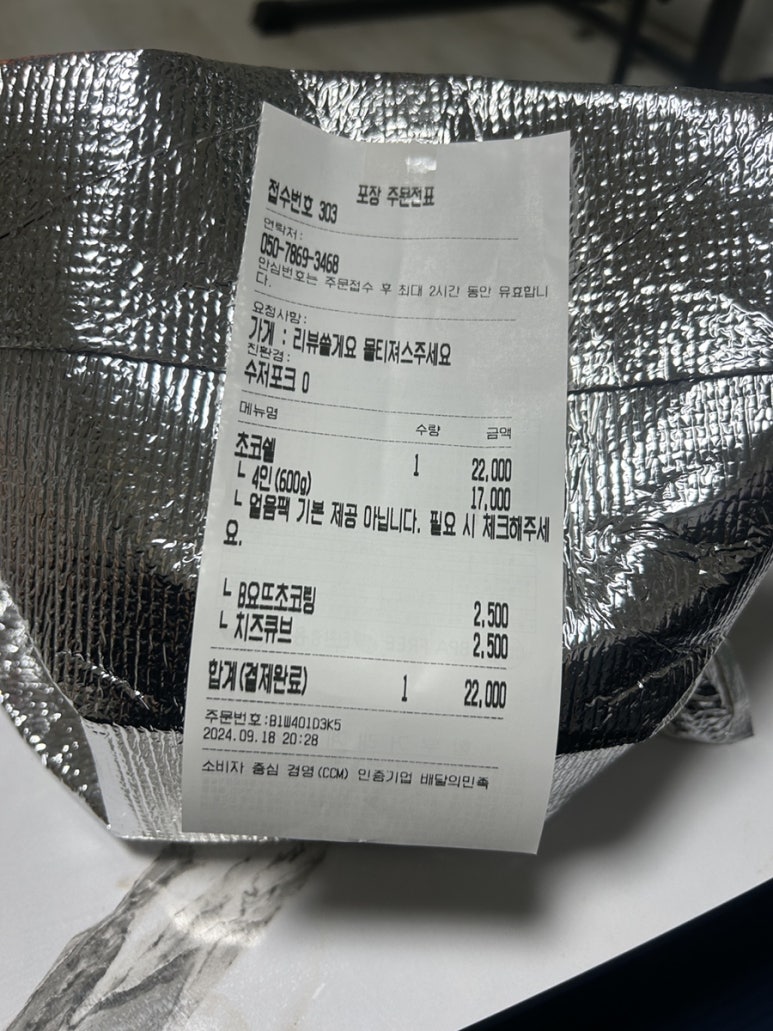 포장 주문전표
접수번호 303
연락처:
050-7869-3468
안심번호는 주문접수 후 최대 2시간 동안 유효합니
다.
요청사항:
가게 : 리뷰쓸게요 몰티져스주세요
친환경:
수저포크 0
메뉴명 수량 금액
초코쉘 1 22,000
└ 4인(600g) 17,000
└ 얼음팩 기본 제공 아닙니다. 필요 시 체크해주세
요.
└ B요뜨초코링 2,500
└ 치즈큐브 2,500
합계(결제완료) 1 22,000
주문번호:B1W401D3K5
2024.09.18 20:28
소비자 중심 경영(CCM) 인증기업 배달의민족